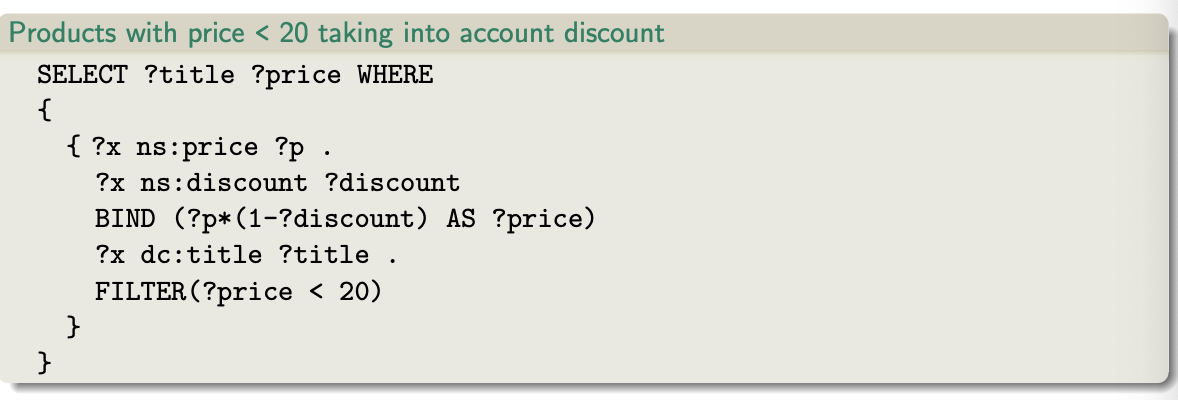 Products with price < 20 taking into account discount
SELECT ?title ?price WHERE
{
{ ?x ns:price ?p .
?x ns:discount ?discount
BIND (?p*(1-?discount) AS ?price)
?x dc:title ?title .
FILTER(?price < 20)
}
}